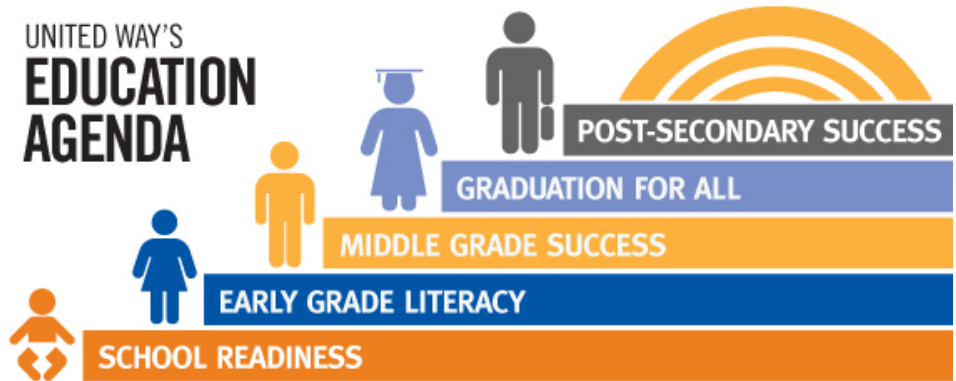 UNITED WAY'S
EDUCATION
AGENDA
POST-SECONDARY SUCCESS
GRADUATION FOR ALL
MIDDLE GRADE SUCCESS
EARLY GRADE LITERACY
SCHOOL READINESS